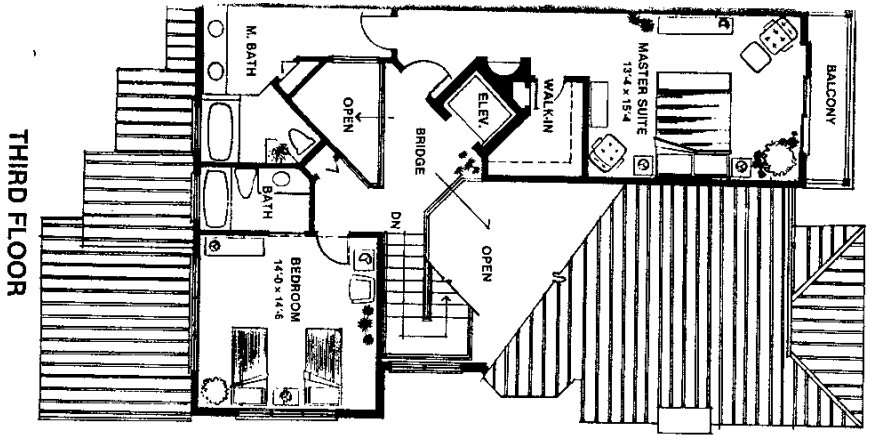 THIRD FLOOR
M. BATH
OPEN
BRIDGE
ELEV.
WALK-IN
MASTER SUITE
13'-4 x 15'-4
BALCONY
BATH
DN
OPEN
BEDROOM
14'-0 x 14'-6